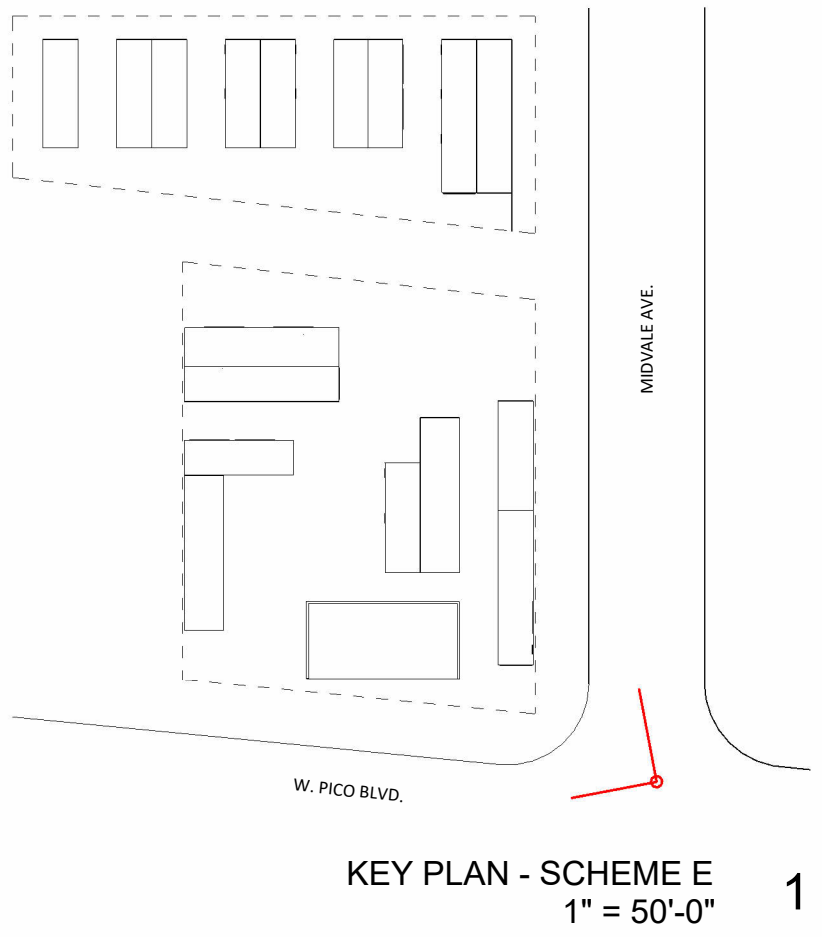 MIDVALE AVE.
W. PICO BLVD.
KEY PLAN - SCHEME E
1" = 50'-0"
1